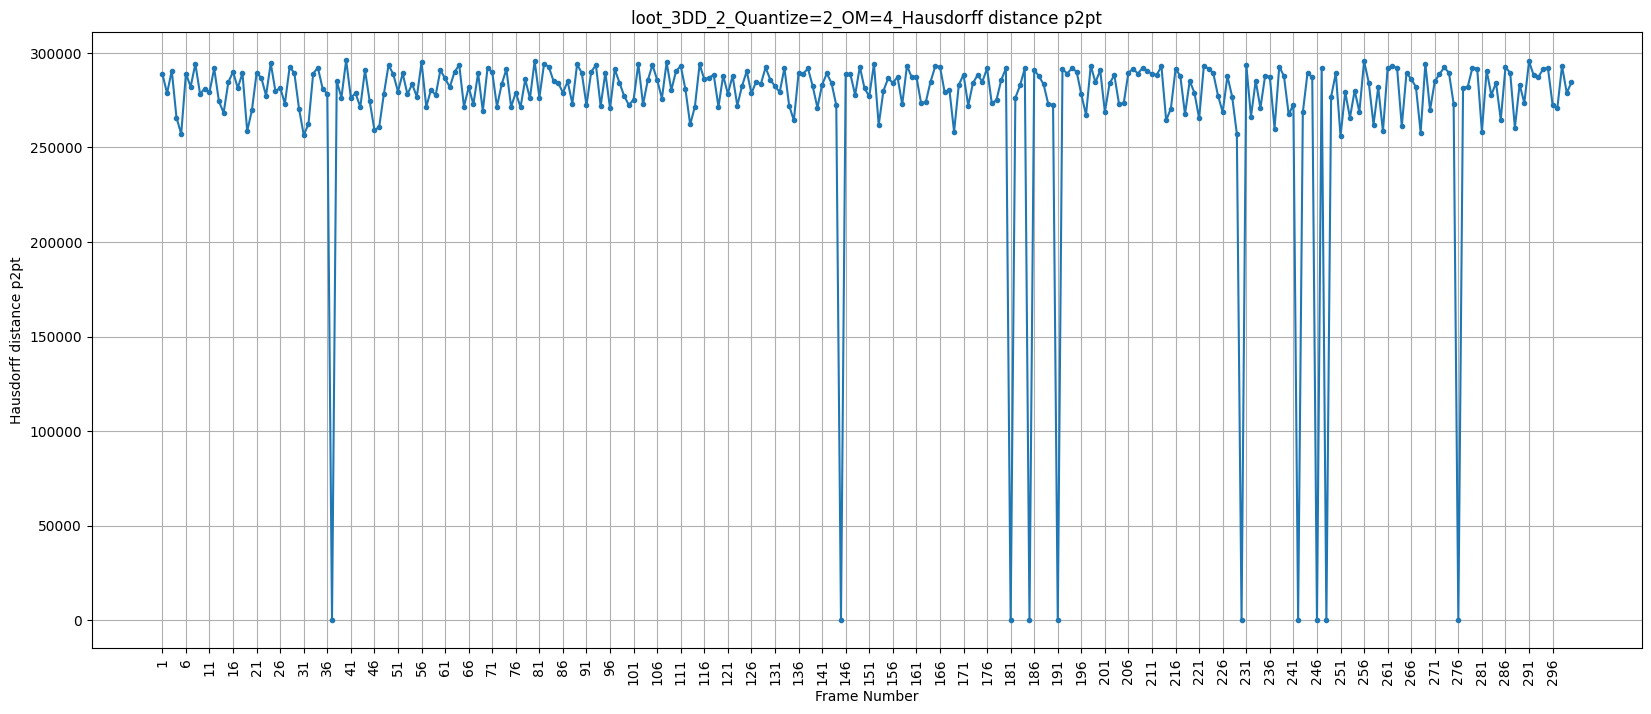 loot_3DD_2_Quantize=2_OM=4_Hausdorff distance p2pt
Hausdorff distance p2pt
300000
250000
200000
150000
100000
50000
0
1 6 11 16 21 26 31 36 41 46 51 56 61 66 71 76 81 86 91 96 101 106 111 116 121 126 131 136 141 146 151 156 161 166 171 176 181 186 191 196 201 206 211 216 221 226 231 236 241 246 251 256 261 266 271 276 281 286 291 296
Frame Number